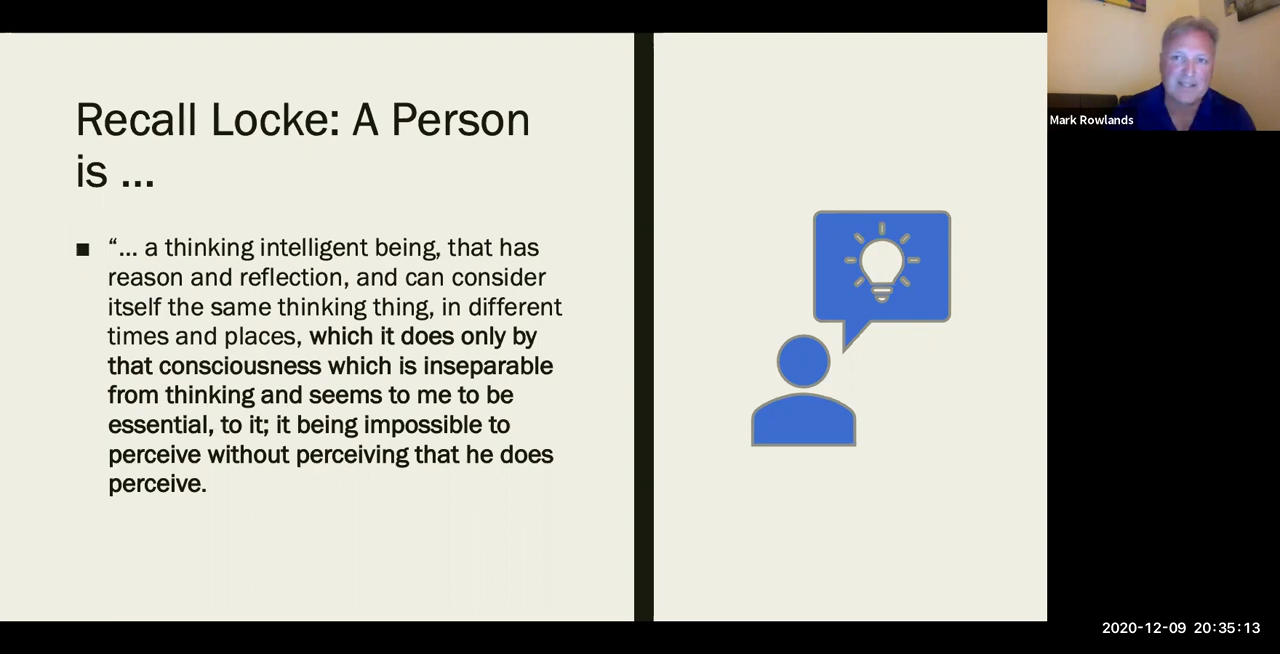 Recall Locke: A Person
is ...
■ “... a thinking intelligent being, that has
reason and reflection, and can consider
itself the same thinking thing, in different
times and places, which it does only by
that consciousness which is inseparable
from thinking and seems to me to be
essential, to it; it being impossible to
perceive without perceiving that he does
perceive.
Mark Rowlands
2020-12-09 20:35:13